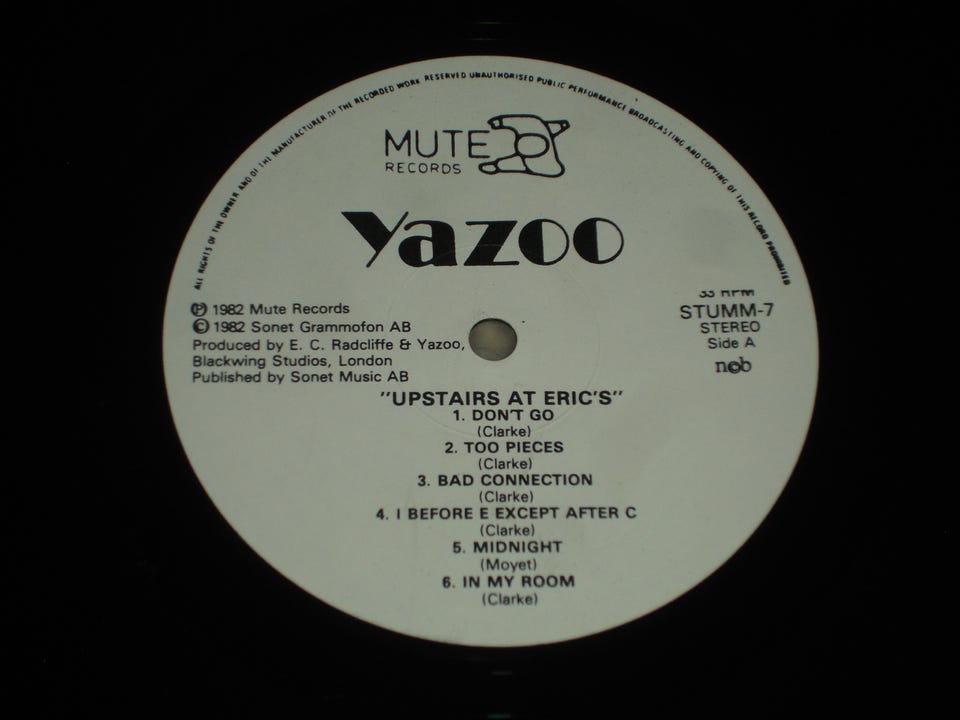 ALL RIGHTS OF THE OWNER AND OF THE MANUFACTURER OF THE RECORDED WORK RESERVED UNAUTHORISED PUBLIC PERFORMANCE BROADCASTING AND COPYING OF THIS RECORD PROHIBITED
MUTE
RECORDS
Yazoo
℗ 1982 Mute Records
© 1982 Sonet Grammofon AB
Produced by E. C. Radcliffe & Yazoo,
Blackwing Studios, London
Published by Sonet Music AB
33 RPM
STUMM-7
STEREO
Side A
ncb
"UPSTAIRS AT ERIC'S"
1. DON'T GO
(Clarke)
2. TOO PIECES
(Clarke)
3. BAD CONNECTION
(Clarke)
4. I BEFORE E EXCEPT AFTER C
(Clarke)
5. MIDNIGHT
(Moyet)
6. IN MY ROOM
(Clarke)